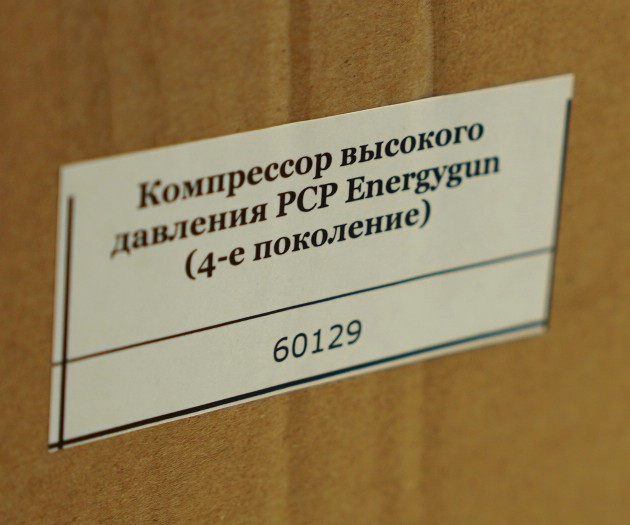 Компрессор высокого
давления PCP Energygun
(4-е поколение)
60129